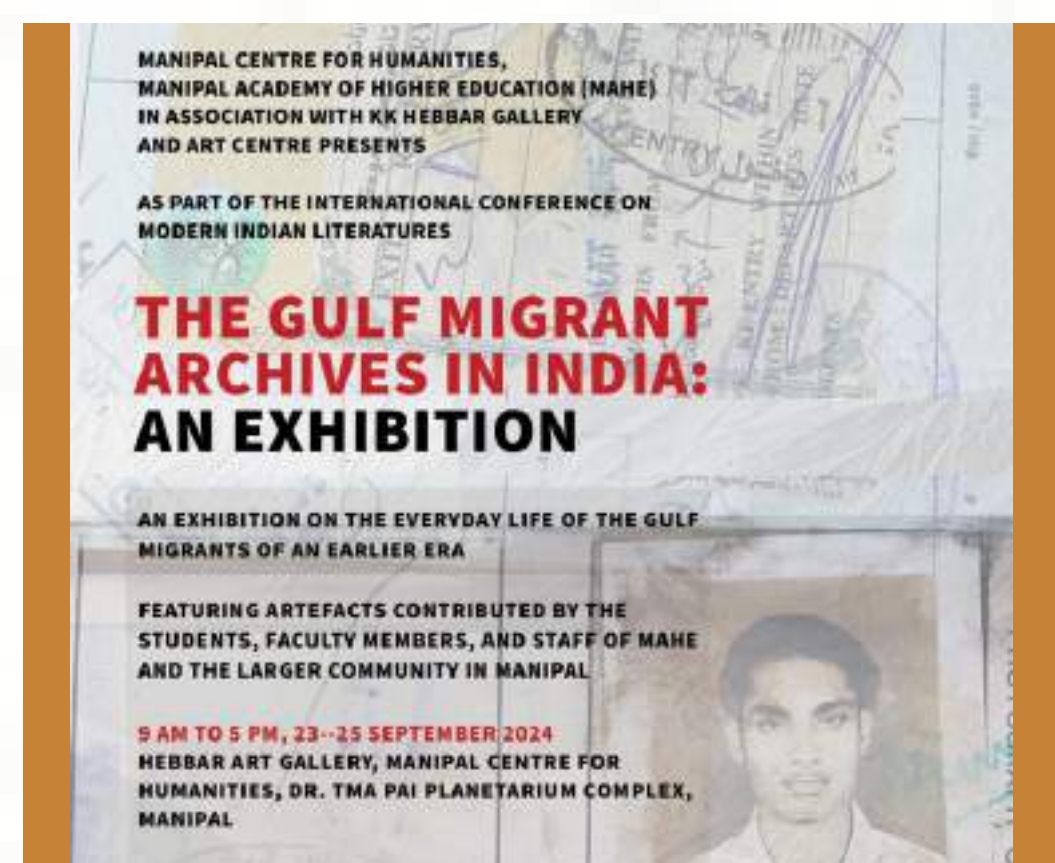 MANIPAL CENTRE FOR HUMANITIES,
MANIPAL ACADEMY OF HIGHER EDUCATION (MAHE)
IN ASSOCIATION WITH KK HEBBAR GALLERY
AND ART CENTRE PRESENTS
AS PART OF THE INTERNATIONAL CONFERENCE ON
MODERN INDIAN LITERATURES
THE GULF MIGRANT
ARCHIVES IN INDIA:
AN EXHIBITION
AN EXHIBITION ON THE EVERYDAY LIFE OF THE GULF
MIGRANTS OF AN EARLIER ERA
FEATURING ARTEFACTS CONTRIBUTED BY THE
STUDENTS, FACULTY MEMBERS, AND STAFF OF MAHE
AND THE LARGER COMMUNITY IN MANIPAL
9 AM TO 5 PM, 23--25 SEPTEMBER 2024
HEBBAR ART GALLERY, MANIPAL CENTRE FOR
HUMANITIES, DR. TMA PAI PLANETARIUM COMPLEX,
MANIPAL
ENTRY
RE-ENTRY WITHIN